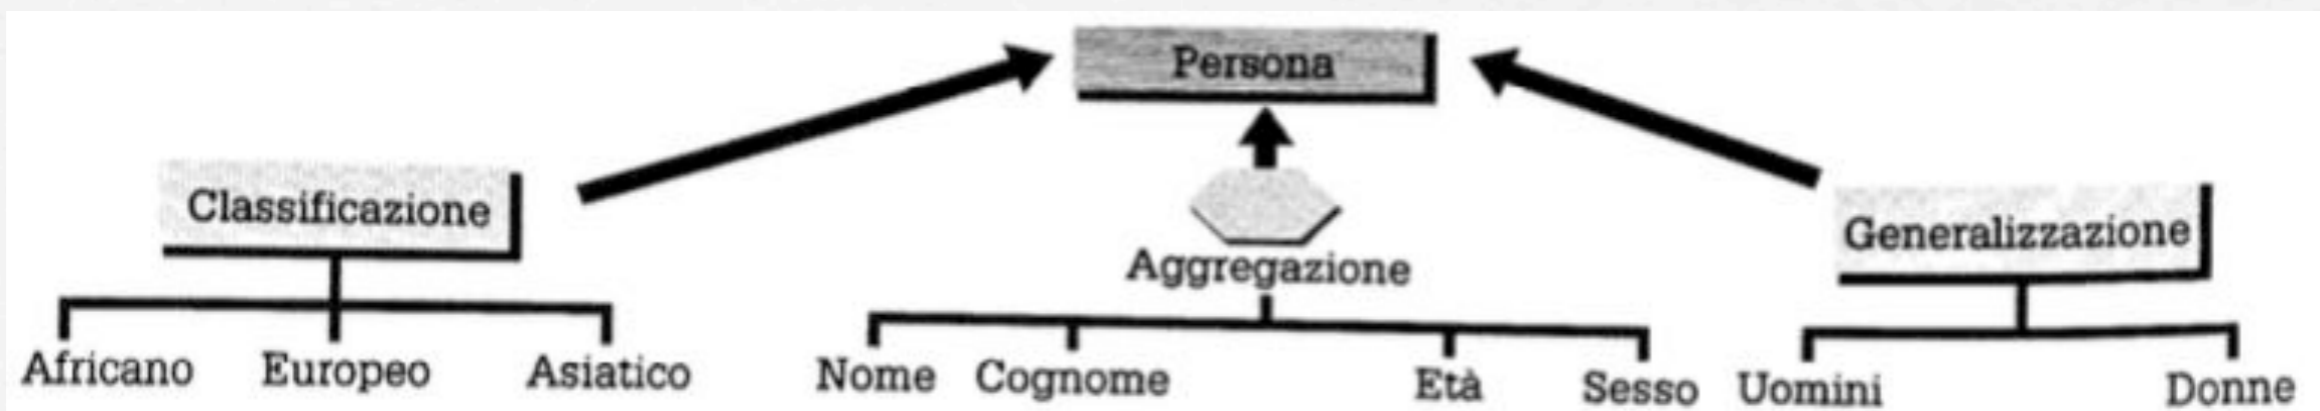 Persona
Classificazione
Aggregazione
Generalizzazione
Africano
Europeo
Asiatico
Nome
Cognome
Età
Sesso
Uomini
Donne